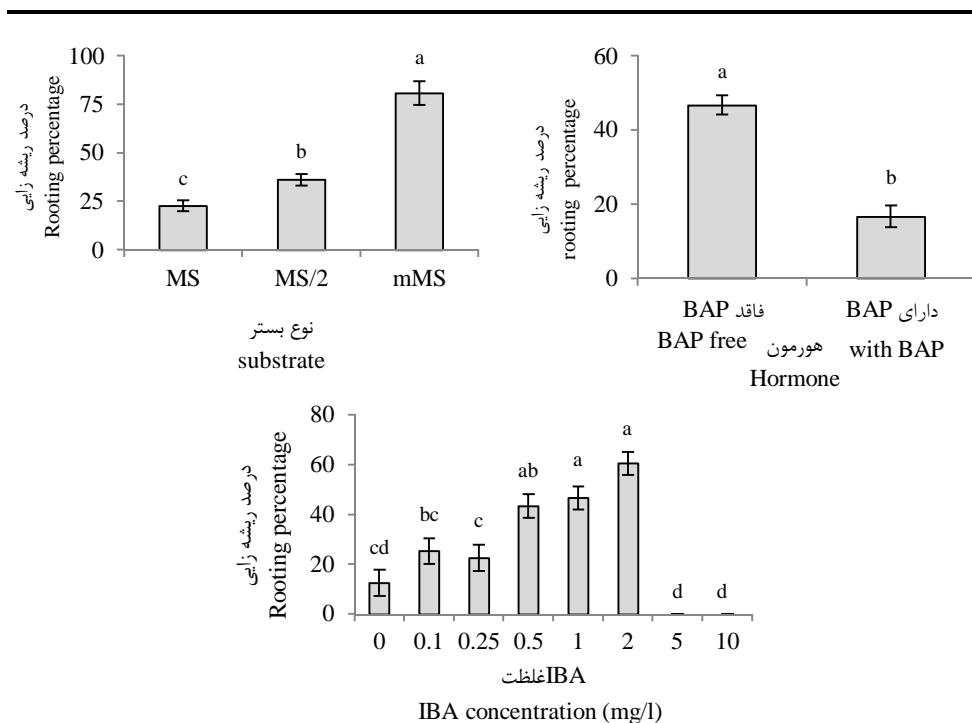 درصد ریشه زایی
Rooting percentage
100
75
50
25
0
c
b
a
MS
MS/2
mMS
نوع بستر
substrate
درصد ریشه زایی
rooting percentage
60
40
20
0
a
b
فاقد BAP
BAP free
دارای BAP
with BAP
هورمون
Hormone
درصد ریشه زایی
Rooting percentage
80
60
40
20
0
cd
bc
c
ab
a
a
d
d
0 0.1 0.25 0.5 1 2 5 10
غلظتIBA
IBA concentration (mg/l)